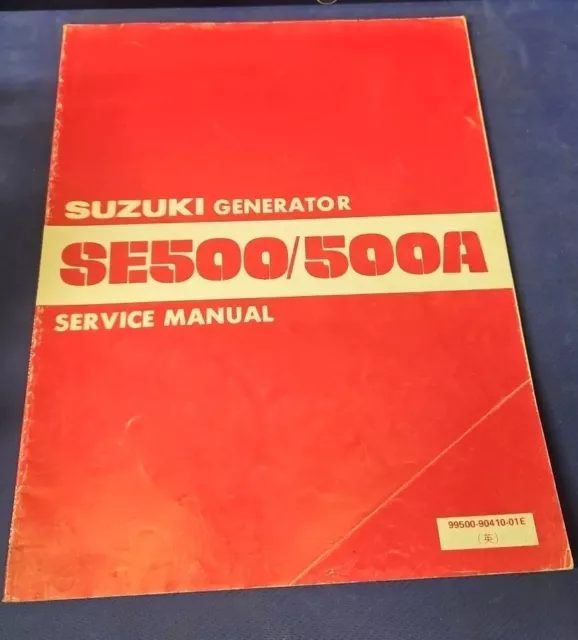 SUZUKI GENERATOR
SE500/500A
SERVICE MANUAL
99500-90410-01E
(英)